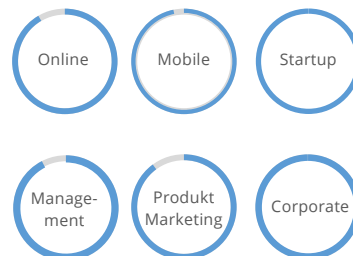 Online
Mobile
Startup
Manage-
ment
Produkt
Marketing
Corporate